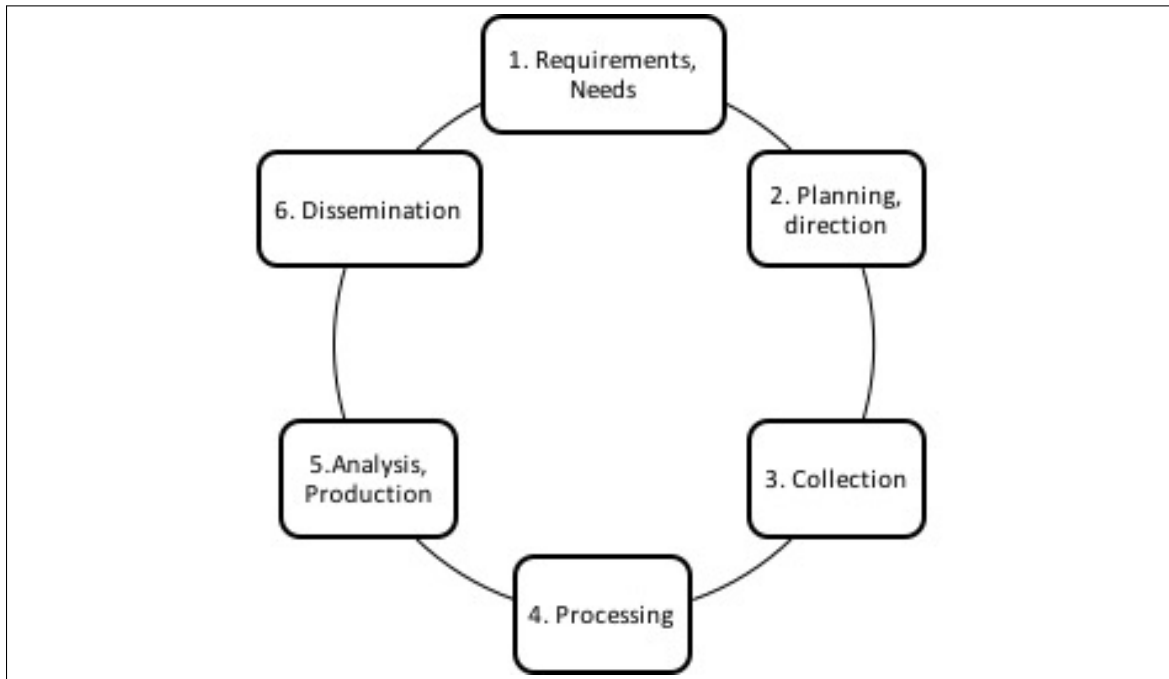 1. Requirements,
Needs
2. Planning,
direction
3. Collection
4. Processing
5.Analysis,
Production
6. Dissemination